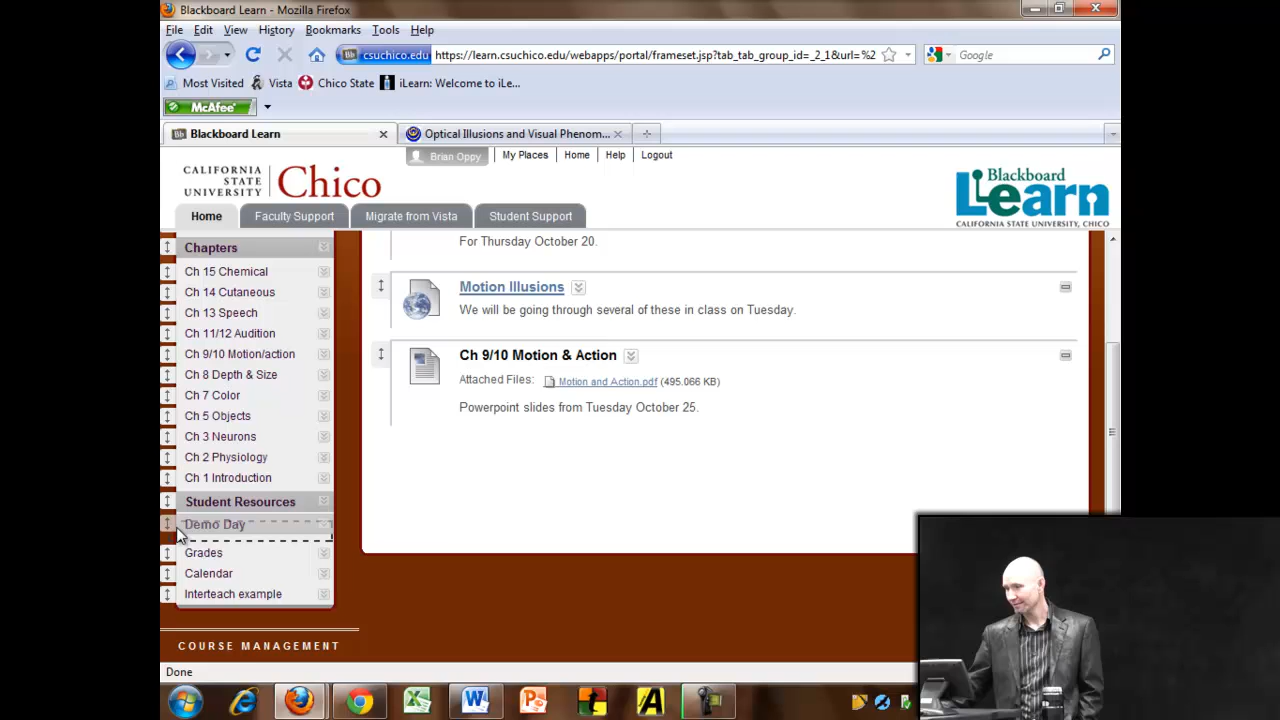 Blackboard Learn - Mozilla Firefox
File Edit View History Bookmarks Tools Help
csuchico.edu https://learn.csuchico.edu/webapps/portal/frameset.jsp?tab_tab_group_id=_2_1&url=%2 Google
Most Visited Vista Chico State iLearn: Welcome to iLe...
McAfee
Bb Blackboard Learn Optical Illusions and Visual Phenom...
Brian Oppy My Places Home Help Logout
CALIFORNIA
STATE
UNIVERSITY
Chico
Blackboard
Learn
CALIFORNIA STATE UNIVERSITY, CHICO
Home Faculty Support Migrate from Vista Student Support
Chapters
Ch 15 Chemical
Ch 14 Cutaneous
Ch 13 Speech
Ch 11/12 Audition
Ch 9/10 Motion/action
Ch 8 Depth & Size
Ch 7 Color
Ch 5 Objects
Ch 3 Neurons
Ch 2 Physiology
Ch 1 Introduction
Student Resources
Demo Day
Grades
Calendar
Interteach example
COURSE MANAGEMENT
For Thursday October 20.
Motion Illusions
We will be going through several of these in class on Tuesday.
Ch 9/10 Motion & Action
Attached Files: Motion and Action.pdf (495.066 KB)
Powerpoint slides from Tuesday October 25.
Done